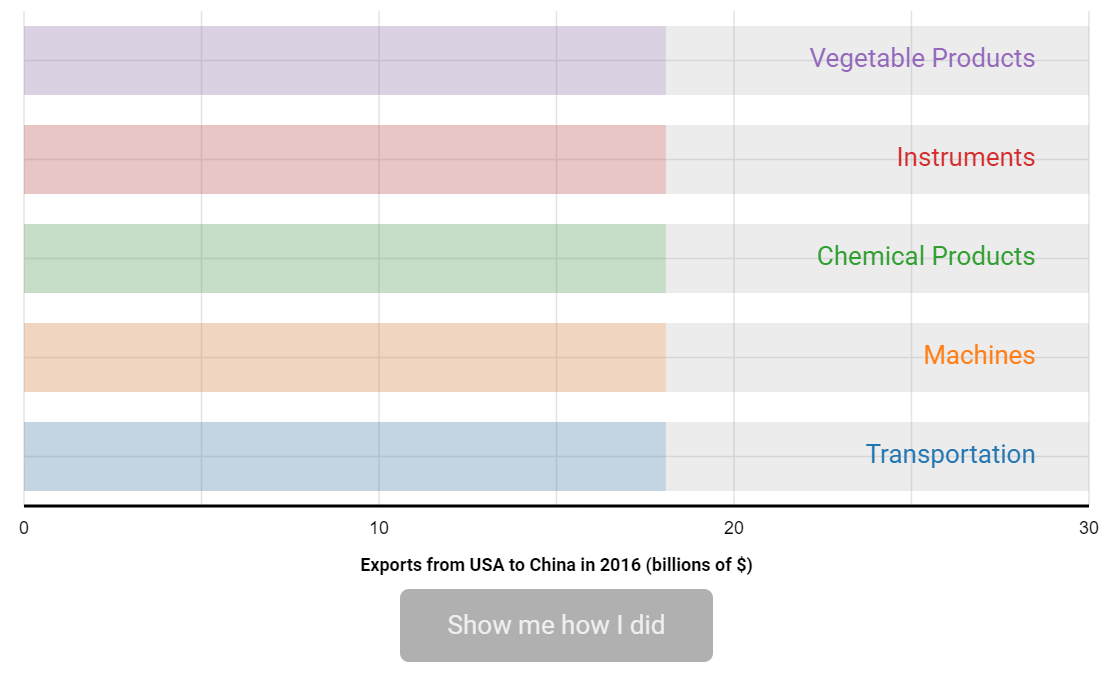 Vegetable Products
Instruments
Chemical Products
Machines
Transportation
0 10 20 30
Exports from USA to China in 2016 (billions of $)
Show me how I did